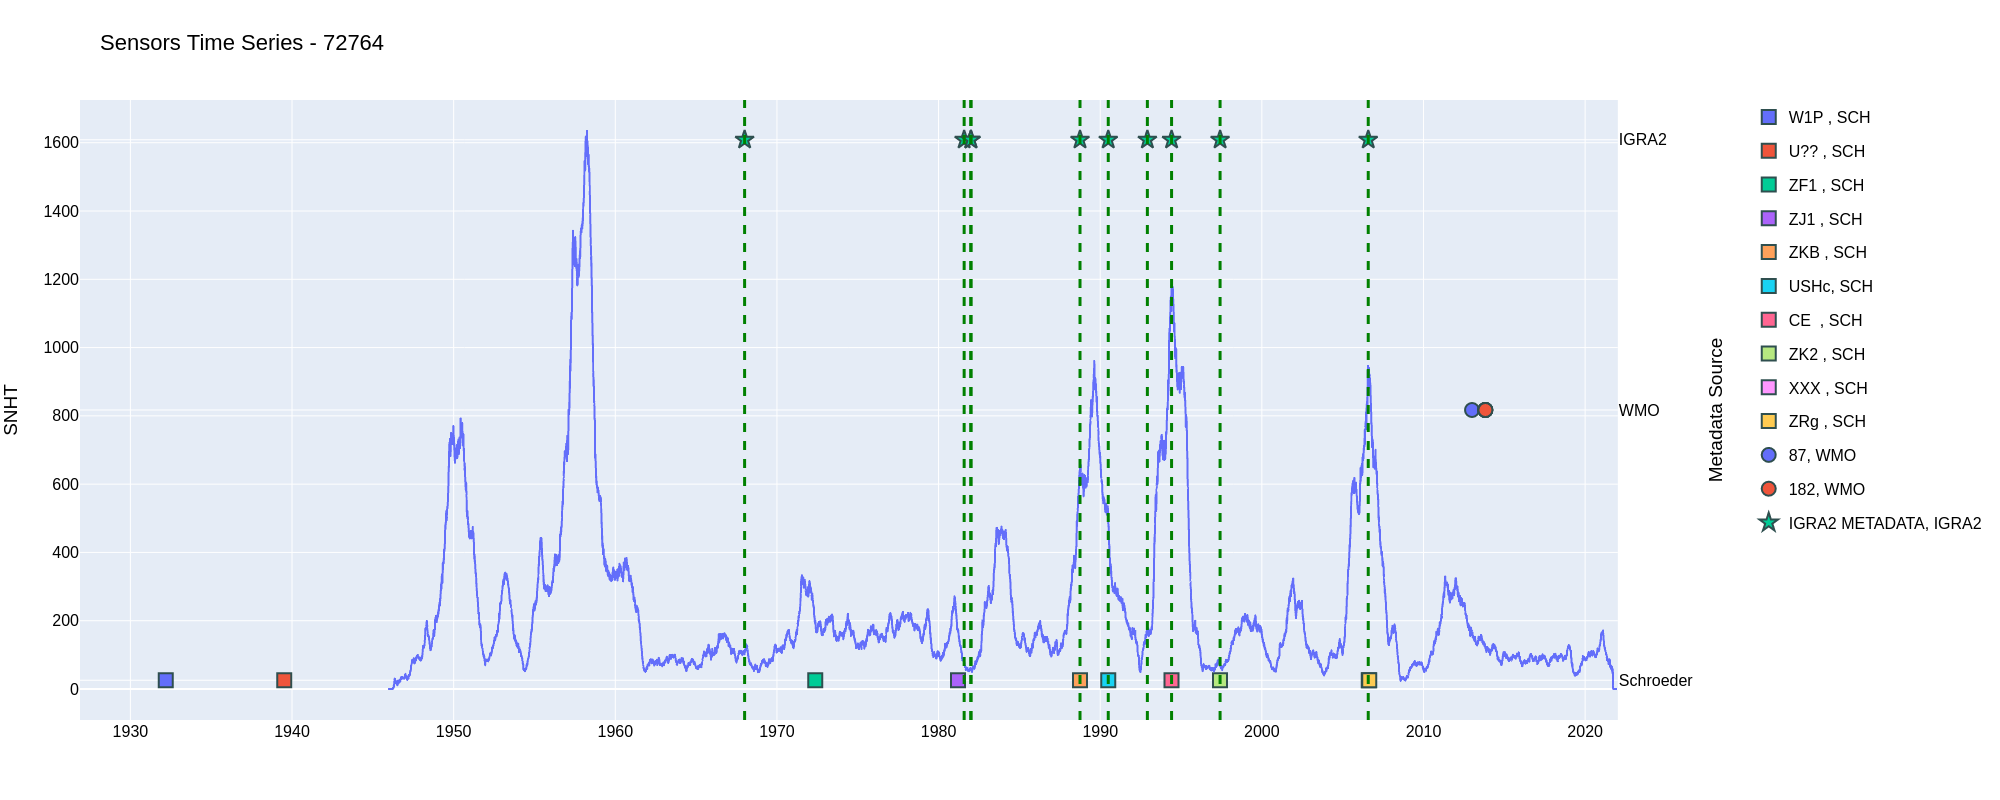 Sensors Time Series - 72764
SNHT
1600
1400
1200
1000
800
600
400
200
0
1930
1940
1950
1960
1970
1980
1990
2000
2010
2020
IGRA2
WMO
Schroeder
Metadata Source
W1P , SCH
U?? , SCH
ZF1 , SCH
ZJ1 , SCH
ZKB , SCH
USHc, SCH
CE  , SCH
ZK2 , SCH
XXX , SCH
ZRg , SCH
87, WMO
182, WMO
IGRA2 METADATA, IGRA2